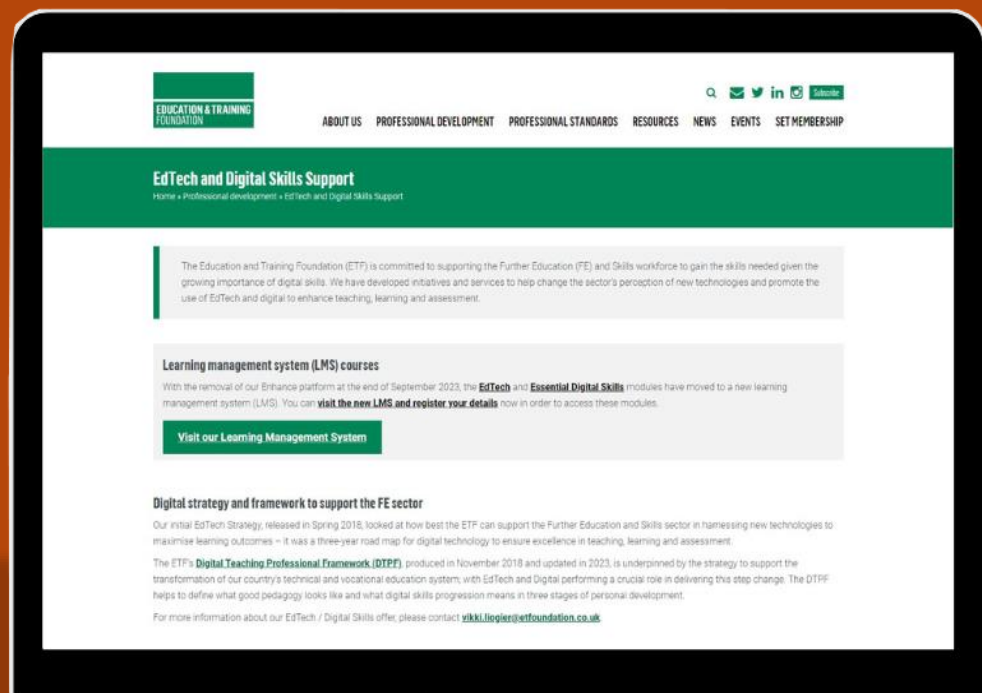 EDUCATION & TRAINING
FOUNDATION
Subscribe
ABOUT US PROFESSIONAL DEVELOPMENT PROFESSIONAL STANDARDS RESOURCES NEWS EVENTS SET MEMBERSHIP
EdTech and Digital Skills Support
Home » Professional development » EdTech and Digital Skills Support
The Education and Training Foundation (ETF) is committed to supporting the Further Education (FE) and Skills workforce to gain the skills needed given the
growing importance of digital skills. We have developed initiatives and services to help change the sector's perception of new technologies and promote the
use of EdTech and digital to enhance teaching, learning and assessment.
Learning management system (LMS) courses
With the removal of our Enhance platform at the end of September 2023, the EdTech and Essential Digital Skills modules have moved to a new learning
management system (LMS). You can visit the new LMS and register your details now in order to access these modules.
Visit our Learning Management System
Digital strategy and framework to support the FE sector
Our initial EdTech Strategy, released in Spring 2018, looked at how best the ETF can support the Further Education and Skills sector in harnessing new technologies to
maximise learning outcomes – it was a three-year road map for digital technology to ensure excellence in teaching, learning and assessment.
The ETF's Digital Teaching Professional Framework (DTPF), produced in November 2018 and updated in 2023, is underpinned by the strategy to support the
transformation of our country's technical and vocational education system; with EdTech and Digital performing a crucial role in delivering this step change. The DTPF
helps to define what good pedagogy looks like and what digital skills progression means in three stages of personal development.
For more information about our EdTech / Digital Skills offer, please contact vikki.liogier@etfoundation.co.uk.